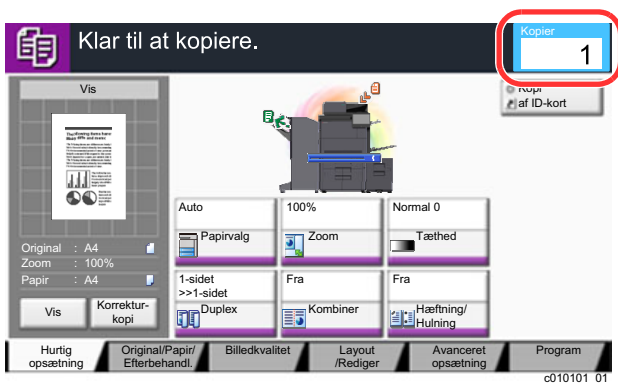 Klar til at kopiere.
Kopier
1
Kopi
af ID-kort
Vis
Original : A4
Zoom : 100%
Papir : A4
Vis
Korrektur-
kopi
Auto
Papirvalg
100%
Zoom
Normal 0
Tæthed
1-sidet
>>1-sidet
Duplex
Fra
Kombiner
Fra
Hæftning/
Hulning
Hurtig
opsætning
Original/Papir/
Efterbehandl.
Billedkvalitet
Layout
/Rediger
Avanceret
opsætning
Program
c010101_01